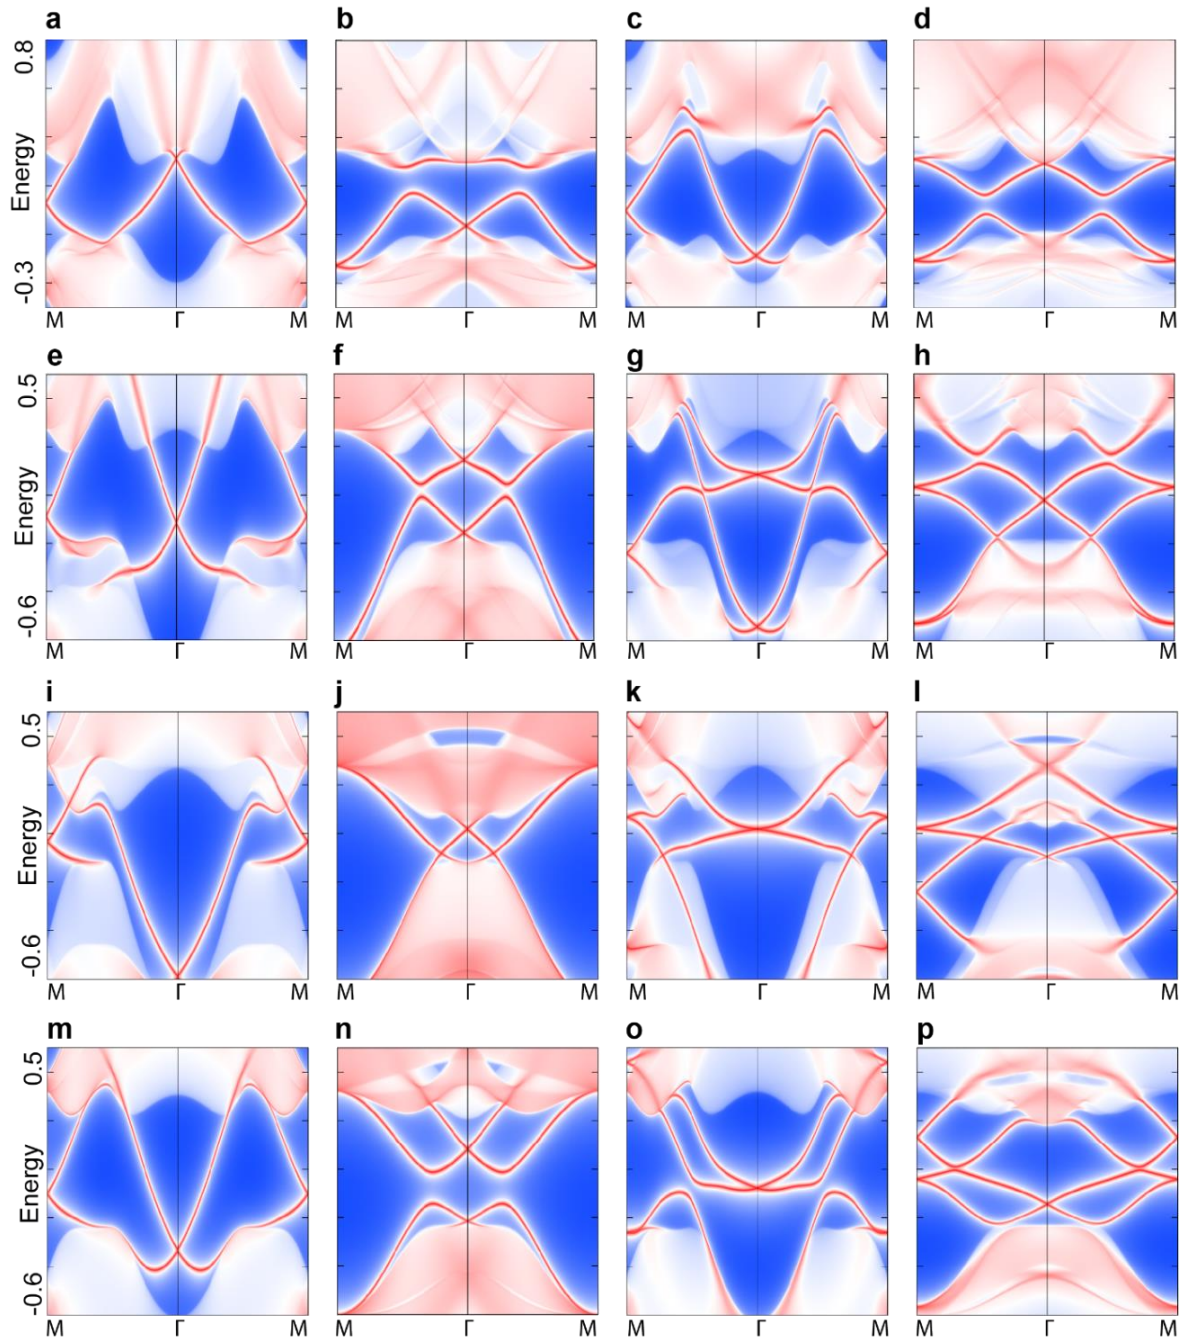 a b c d
0.8
Energy
-0.3
M Γ M M Γ M M Γ M M Γ M
e f g h
0.5
Energy
-0.6
M Γ M M Γ M M Γ M M Γ M
i j k l
0.5
Energy
-0.6
M Γ M M Γ M M Γ M M Γ M
m n o p
0.5
Energy
-0.6
M Γ M M Γ M M Γ M M Γ M